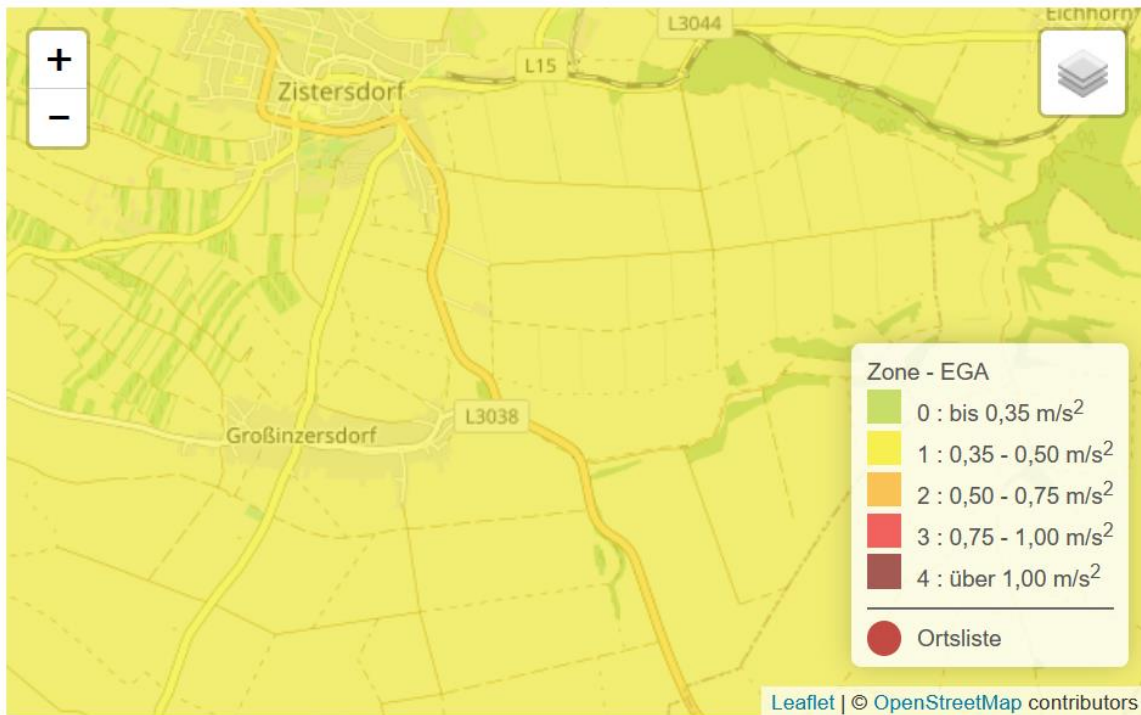 Eichhorn
L3044
+
L15
Zistersdorf
−
Großinzersdorf
L3038
Zone - EGA
0 : bis 0,35 m/s²
1 : 0,35 - 0,50 m/s²
2 : 0,50 - 0,75 m/s²
3 : 0,75 - 1,00 m/s²
4 : über 1,00 m/s²
Ortsliste
Leaflet | © OpenStreetMap contributors